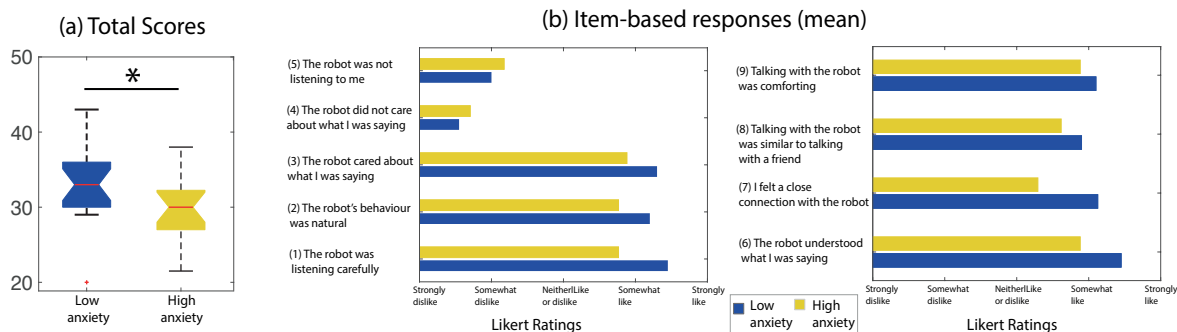 (a) Total Scores
50
40
30
20
*
Low
anxiety
High
anxiety
(b) Item-based responses (mean)
(5) The robot was not
listening to me
(4) The robot did not care
about what I was saying
(3) The robot cared about
what I was saying
(2) The robot's behaviour
was natural
(1) The robot was
listening carefully
Strongly
dislike
Somewhat
dislike
NeitherlLike
or dislike
Somewhat
like
Strongly
like
Likert Ratings
(9) Talking with the robot
was comforting
(8) Talking with the robot
was similar to talking
with a friend
(7) I felt a close
connection with the robot
(6) The robot understood
what I was saying
Strongly
dislike
Somewhat
dislike
NeitherlLike
or dislike
Somewhat
like
Strongly
like
Likert Ratings
Low
anxiety
High
anxiety